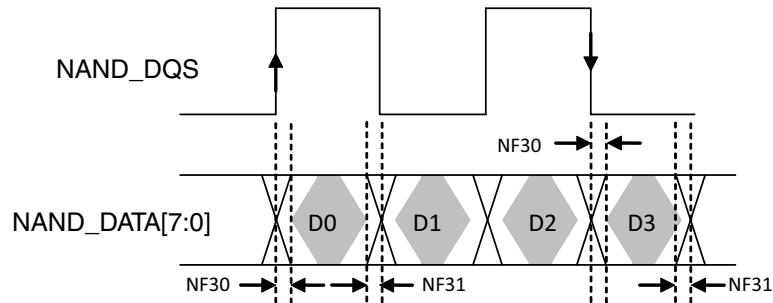 NAND_DQS
NF30
NAND_DATA[7:0]
D0 D1 D2 D3
NF30 NF31 NF31